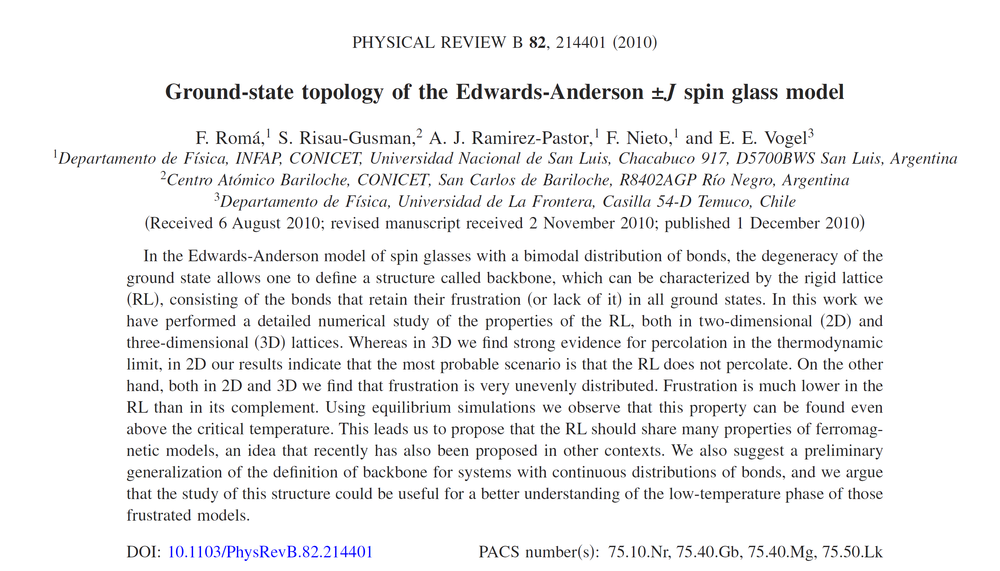 PHYSICAL REVIEW B 82, 214401 (2010)
Ground-state topology of the Edwards-Anderson ±J spin glass model
F. Romá,¹ S. Risau-Gusman,² A. J. Ramirez-Pastor,¹ F. Nieto,¹ and E. E. Vogel³
¹Departamento de Física, INFAP, CONICET, Universidad Nacional de San Luis, Chacabuco 917, D5700BWS San Luis, Argentina
²Centro Atómico Bariloche, CONICET, San Carlos de Bariloche, R8402AGP Río Negro, Argentina
³Departamento de Física, Universidad de La Frontera, Casilla 54-D Temuco, Chile
(Received 6 August 2010; revised manuscript received 2 November 2010; published 1 December 2010)
In the Edwards-Anderson model of spin glasses with a bimodal distribution of bonds, the degeneracy of the
ground state allows one to define a structure called backbone, which can be characterized by the rigid lattice
(RL), consisting of the bonds that retain their frustration (or lack of it) in all ground states. In this work we
have performed a detailed numerical study of the properties of the RL, both in two-dimensional (2D) and
three-dimensional (3D) lattices. Whereas in 3D we find strong evidence for percolation in the thermodynamic
limit, in 2D our results indicate that the most probable scenario is that the RL does not percolate. On the other
hand, both in 2D and 3D we find that frustration is very unevenly distributed. Frustration is much lower in the
RL than in its complement. Using equilibrium simulations we observe that this property can be found even
above the critical temperature. This leads us to propose that the RL should share many properties of ferromag-
netic models, an idea that recently has also been proposed in other contexts. We also suggest a preliminary
generalization of the definition of backbone for systems with continuous distributions of bonds, and we argue
that the study of this structure could be useful for a better understanding of the low-temperature phase of those
frustrated models.
DOI: 10.1103/PhysRevB.82.214401 PACS number(s): 75.10.Nr, 75.40.Gb, 75.40.Mg, 75.50.Lk